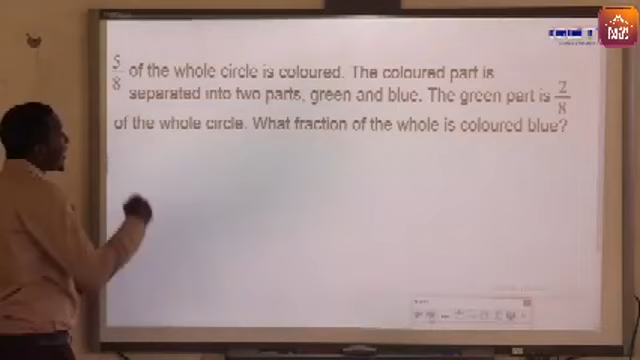 5/8 of the whole circle is coloured. The coloured part is
separated into two parts, green and blue. The green part is 2/8
of the whole circle. What fraction of the whole is coloured blue?